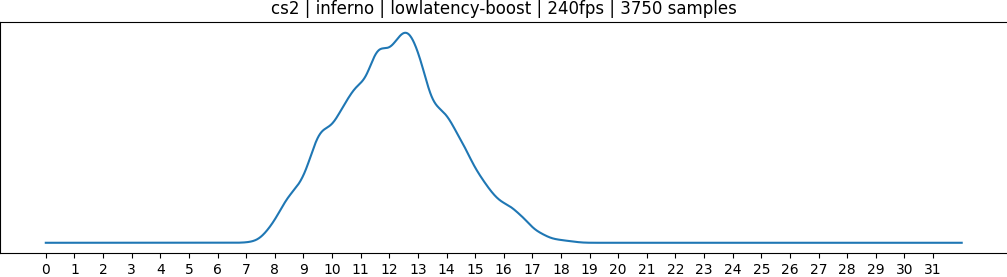 cs2 | inferno | lowlatency-boost | 240fps | 3750 samples
0 1 2 3 4 5 6 7 8 9 10 11 12 13 14 15 16 17 18 19 20 21 22 23 24 25 26 27 28 29 30 31